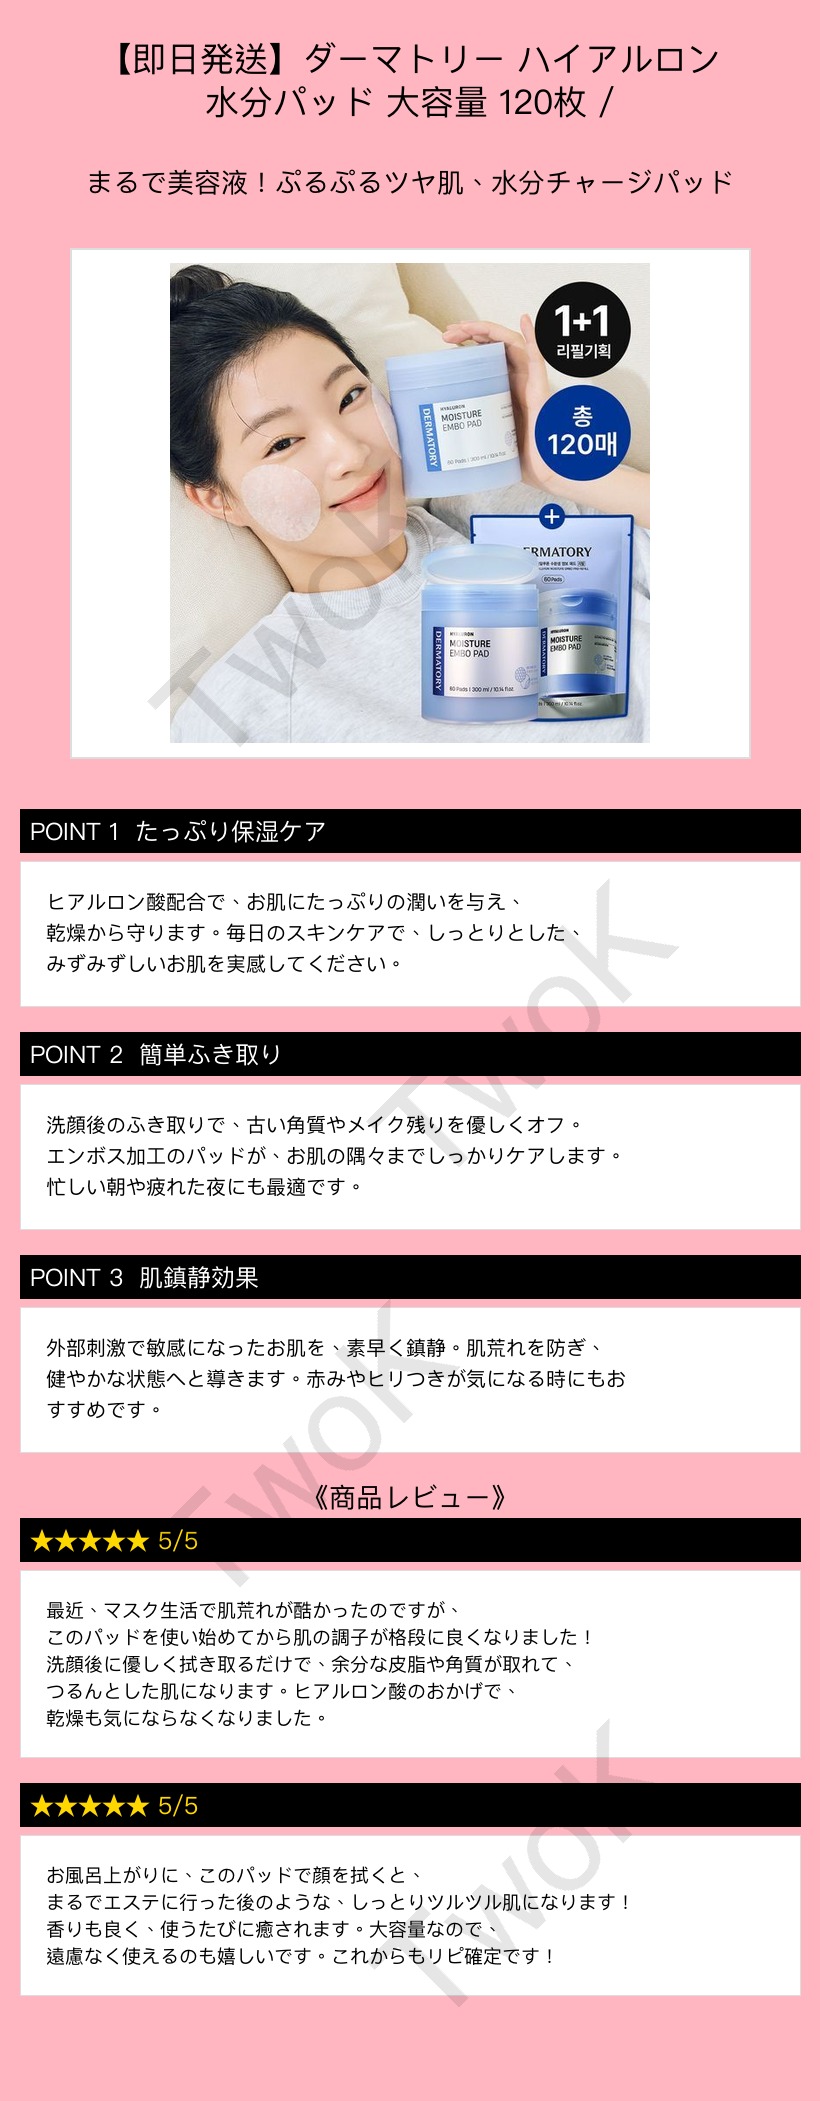 【即日発送】ダーマトリー ハイアルロン
水分パッド 大容量 120枚 /
まるで美容液！ぷるぷるツヤ肌、水分チャージパッド
1+1
리필기획
총
120매
HYALURON
MOISTURE
EMBO PAD
DERMATORY
60 Pads | 300 ml / 10.14 fl.oz.
+
ERMATORY
60 Pads
HYALURON
MOISTURE
EMBO PAD
DERMATORY
60 Pads | 300 ml / 10.14 fl.oz.
HYALURON
MOISTURE
EMBO PAD
DERMATORY
TwoK
POINT 1 たっぷり保湿ケア
ヒアルロン酸配合で、お肌にたっぷりの潤いを与え、
乾燥から守ります。毎日のスキンケアで、しっとりとした、
みずみずしいお肌を実感してください。
TwoK
POINT 2 簡単ふき取り
洗顔後のふき取りで、古い角質やメイク残りを優しくオフ。
エンボス加工のパッドが、お肌の隅々までしっかりケアします。
忙しい朝や疲れた夜にも最適です。
POINT 3 肌鎮静効果
外部刺激で敏感になったお肌を、素早く鎮静。肌荒れを防ぎ、
健やかな状態へと導きます。赤みやヒリつきが気になる時にもお
すすめです。
TwoK
《商品レビュー》
★★★★★ 5/5
最近、マスク生活で肌荒れが酷かったのですが、
このパッドを使い始めてから肌の調子が格段に良くなりました！
洗顔後に優しく拭き取るだけで、余分な皮脂や角質が取れて、
つるんとした肌になります。ヒアルロン酸のおかげで、
乾燥も気にならなくなりました。
★★★★★ 5/5
お風呂上がりに、このパッドで顔を拭くと、
まるでエステに行った後のような、しっとりツルツル肌になります！
香りも良く、使うたびに癒されます。大容量なので、
遠慮なく使えるのも嬉しいです。これからもリピ確定です！
TwoK